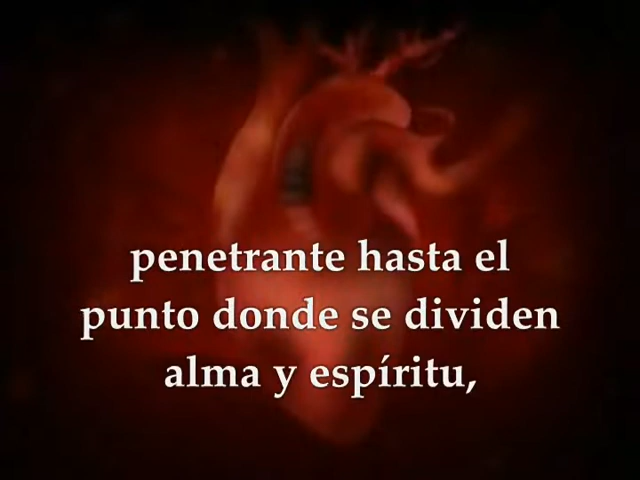 penetrante hasta el
punto donde se dividen
alma y espíritu,